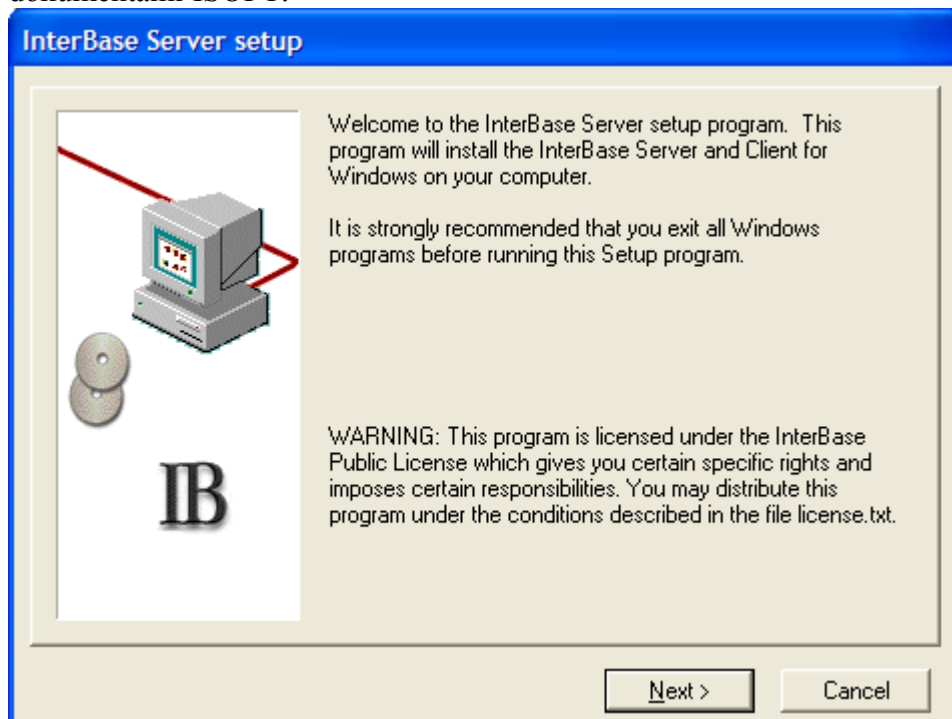 InterBase Server setup
Welcome to the InterBase Server setup program. This
program will install the InterBase Server and Client for
Windows on your computer.
It is strongly recommended that you exit all Windows
programs before running this Setup program.
IB
WARNING: This program is licensed under the InterBase
Public License which gives you certain specific rights and
imposes certain responsibilities. You may distribute this
program under the conditions described in the file license.txt.
Next >
Cancel